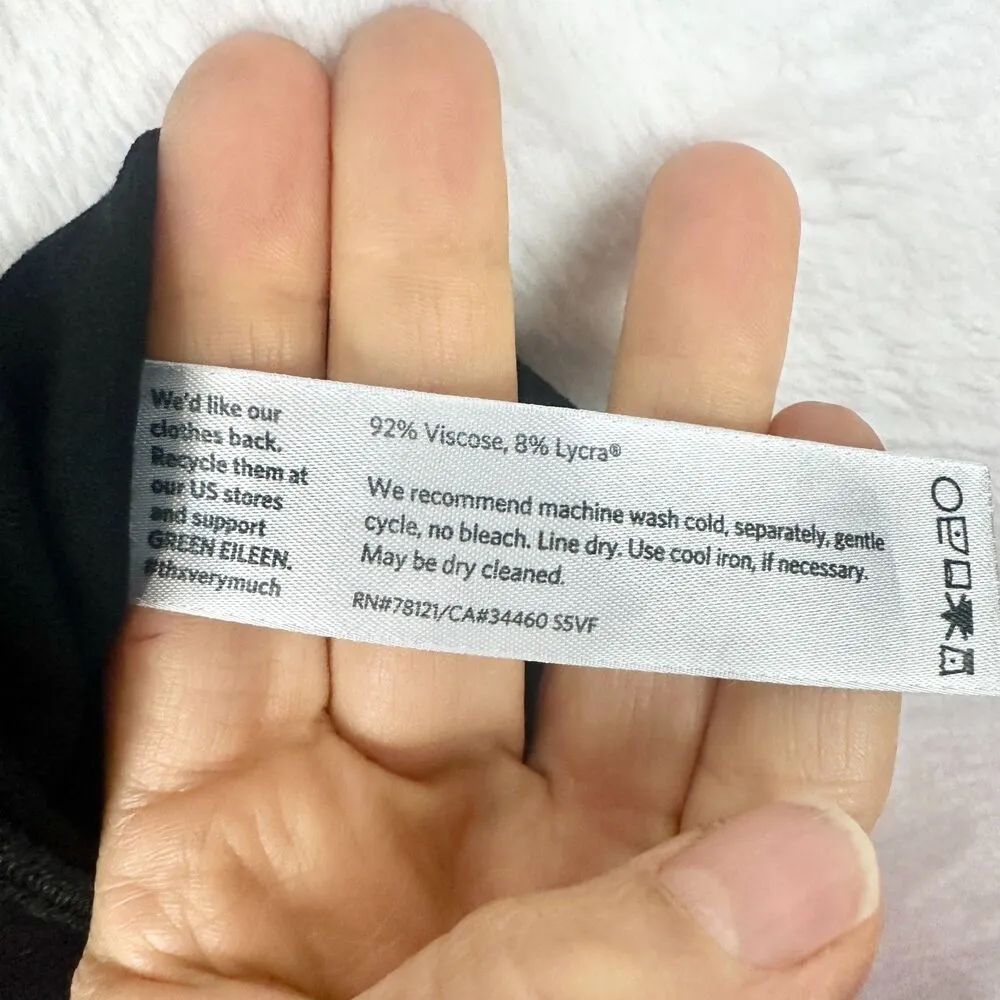 We'd like our
clothes back.
Recycle them at
our US stores
and support
GREEN EILEEN.
#thxverymuch
92% Viscose, 8% Lycra®
We recommend machine wash cold, separately, gentle
cycle, no bleach. Line dry. Use cool iron, if necessary.
May be dry cleaned.
RN#78121/CA#34460 S5VF